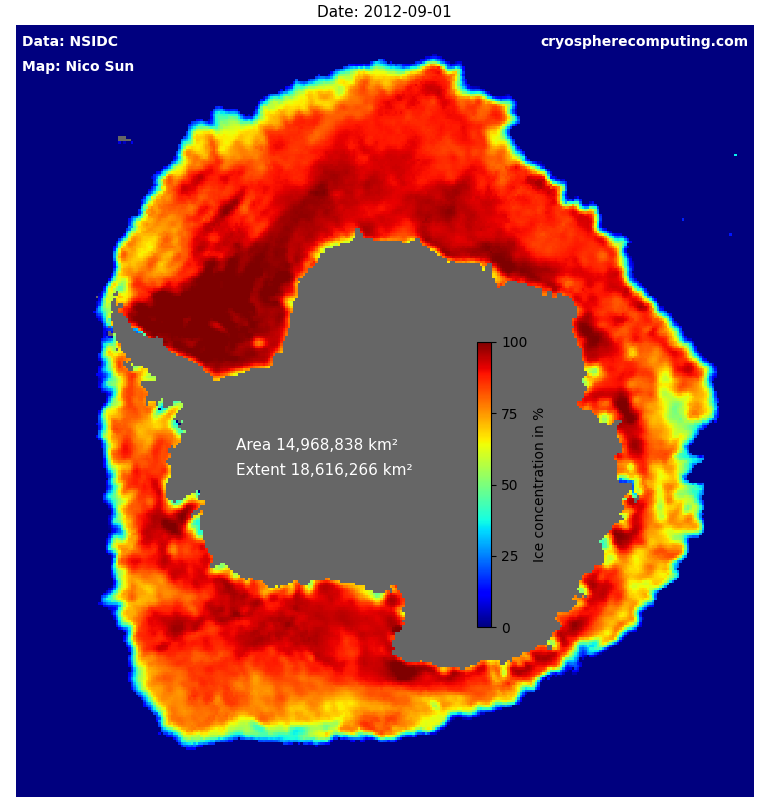 Date: 2012-09-01
Data: NSIDC
cryospherecomputing.com
Map: Nico Sun
100
75
50
25
0
Ice concentration in %
Area 14,968,838 km²
Extent 18,616,266 km²